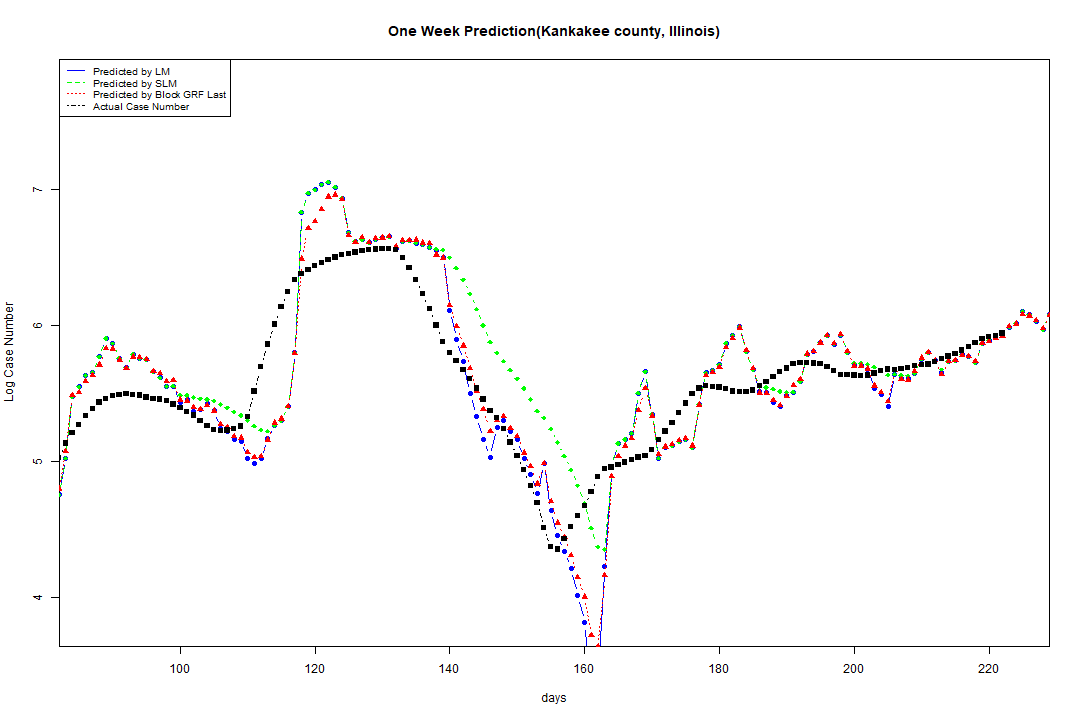 One Week Prediction(Kankakee county, Illinois)
Predicted by LM
Predicted by SLM
Predicted by Block GRF Last
Actual Case Number
Log Case Number
7
6
5
4
100 120 140 160 180 200 220
days